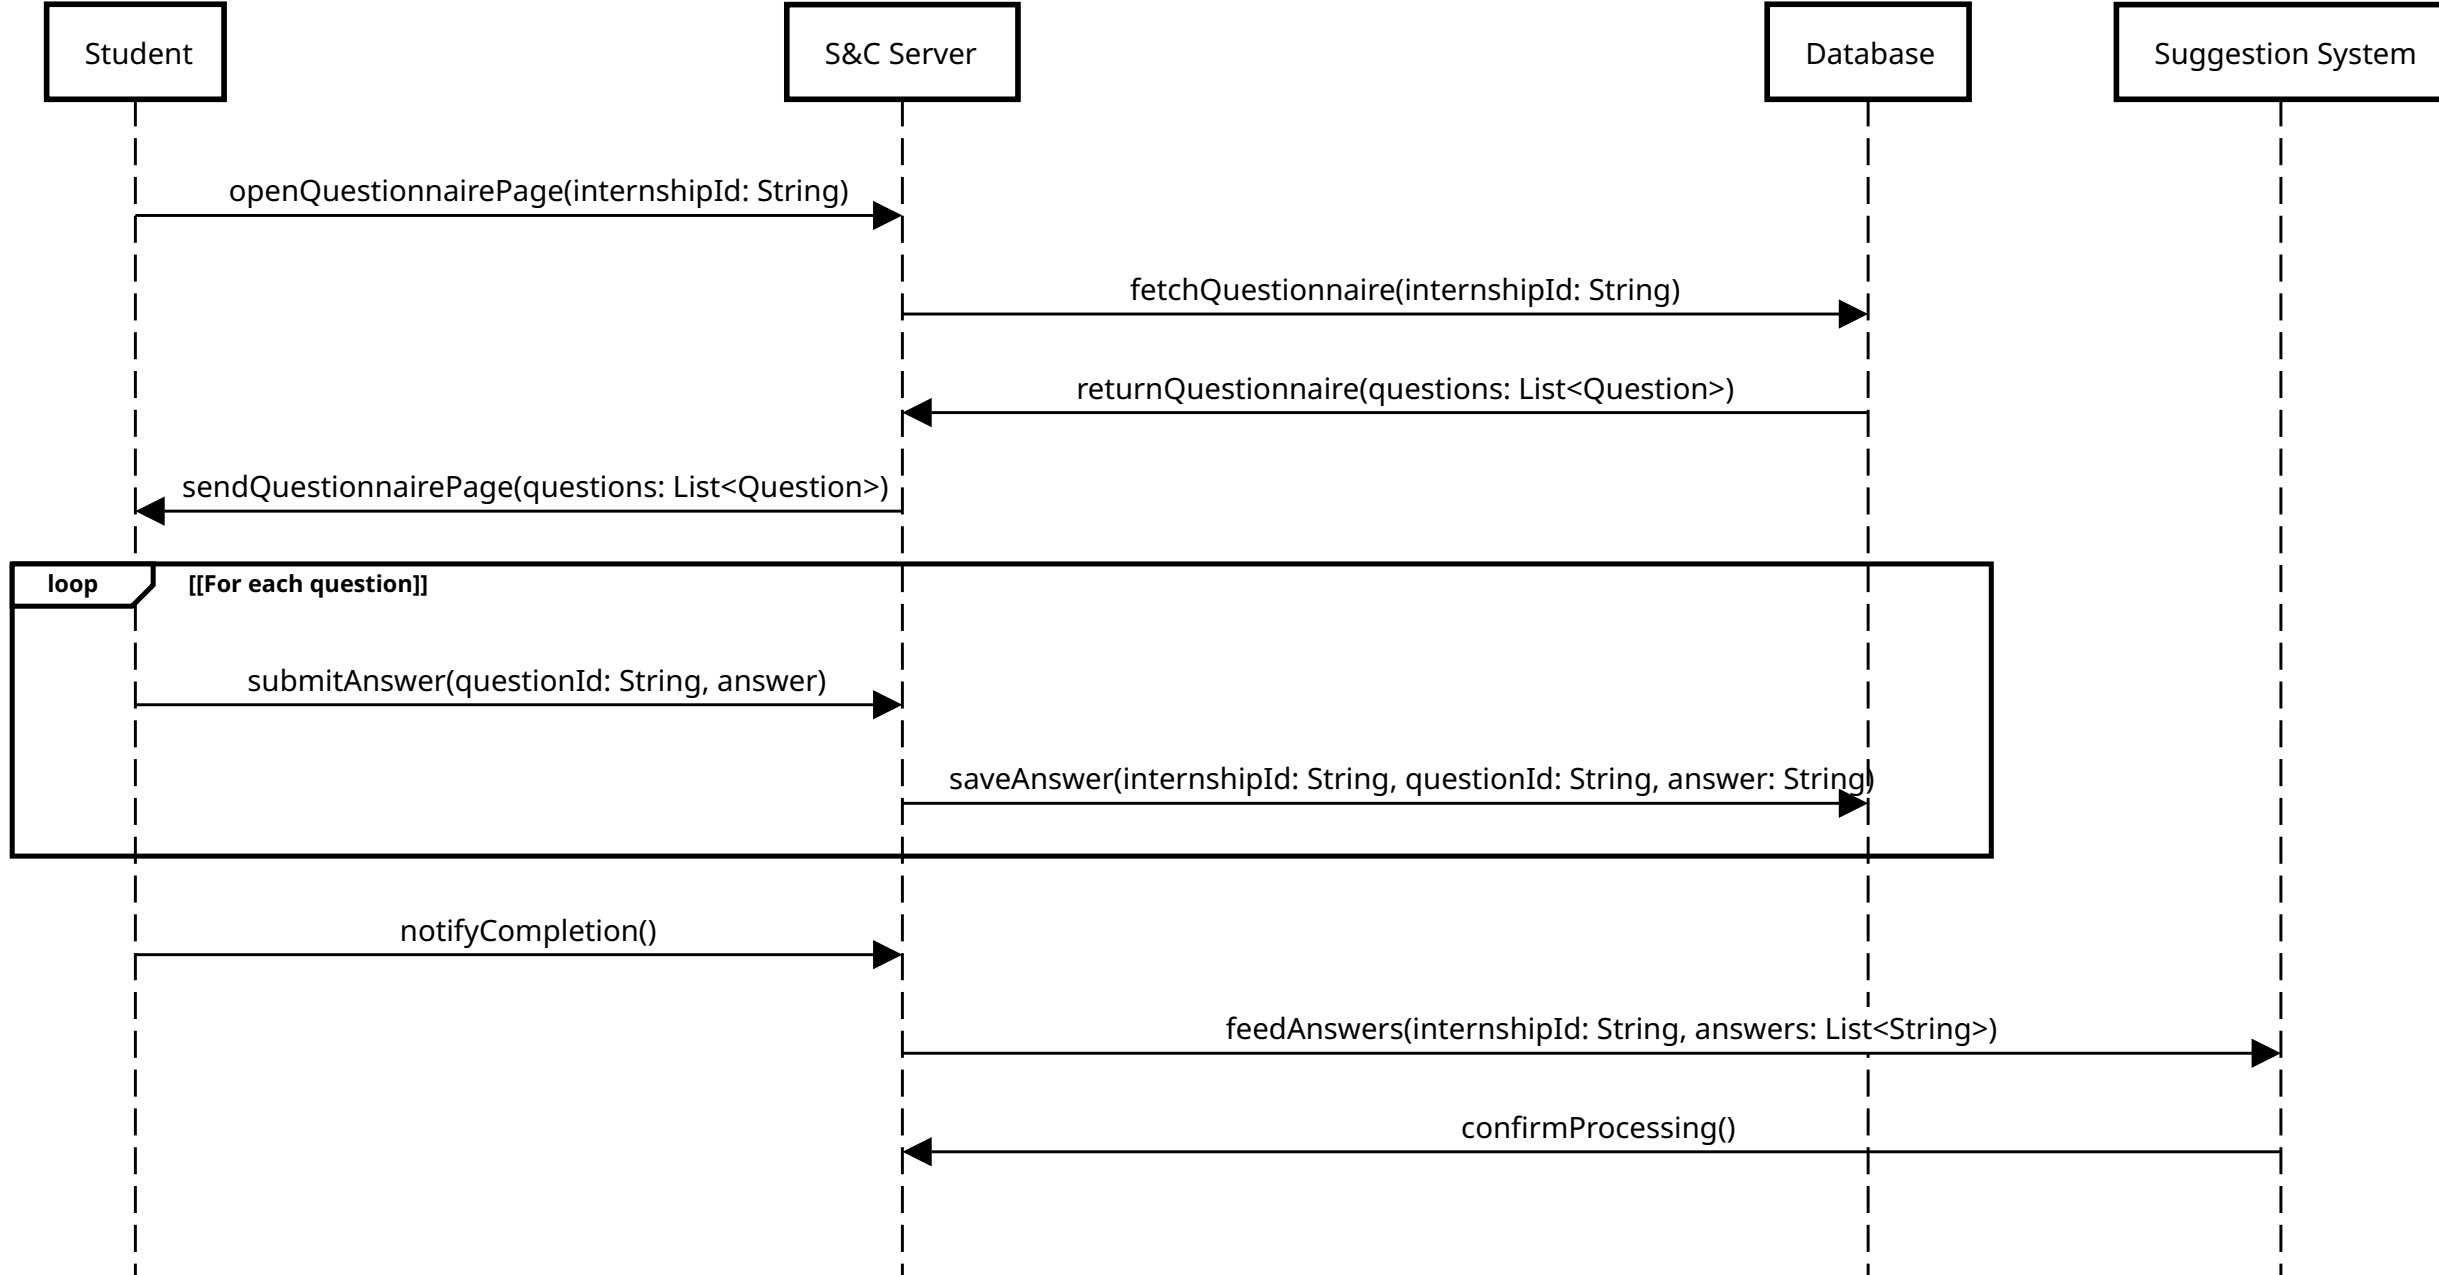 Student
S&C Server
Database
Suggestion System
openQuestionnairePage(internshipId: String)
fetchQuestionnaire(internshipId: String)
returnQuestionnaire(questions: List<Question>)
sendQuestionnairePage(questions: List<Question>)
loop
[[For each question]]
submitAnswer(questionId: String, answer)
saveAnswer(internshipId: String, questionId: String, answer: String)
notifyCompletion()
feedAnswers(internshipId: String, answers: List<String>)
confirmProcessing()